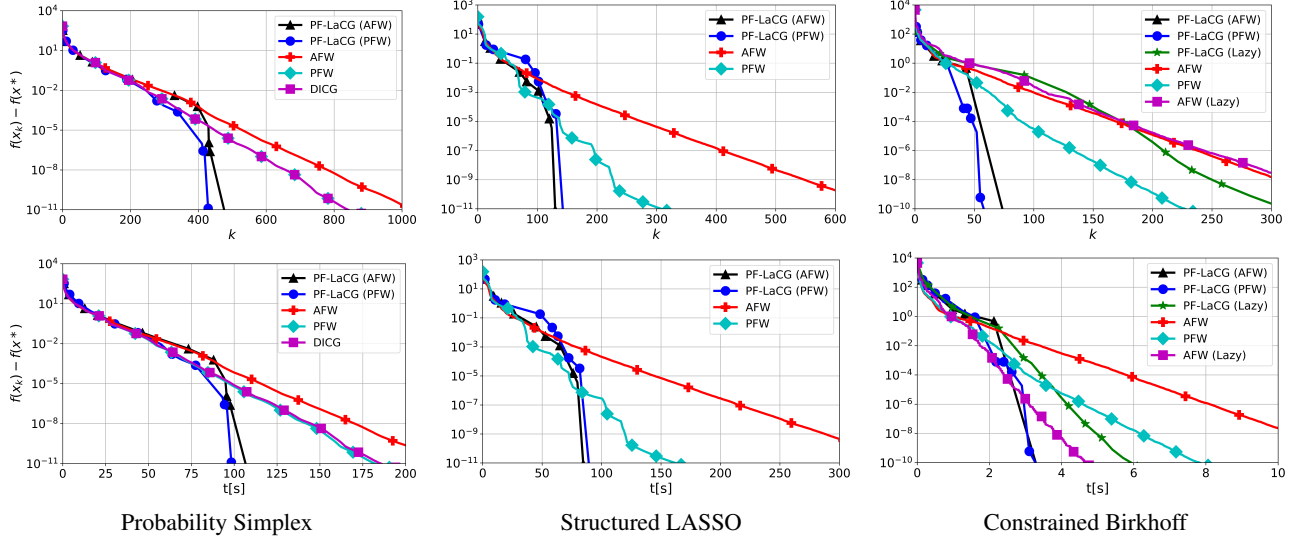 10^4
10^1
10^-2
10^-5
10^-8
10^-11
f(x_k) − f(x*)
0 200 400 600 800 1000
k
PF-LaCG (AFW)
PF-LaCG (PFW)
AFW
PFW
DICG
10^3
10^1
10^-1
10^-3
10^-5
10^-7
10^-9
10^-11
0 100 200 300 400 500 600
k
PF-LaCG (AFW)
PF-LaCG (PFW)
AFW
PFW
10^4
10^2
10^0
10^-2
10^-4
10^-6
10^-8
10^-10
0 50 100 150 200 250 300
k
PF-LaCG (AFW)
PF-LaCG (PFW)
PF-LaCG (Lazy)
AFW
PFW
AFW (Lazy)
10^4
10^1
10^-2
10^-5
10^-8
10^-11
f(x_k) − f(x*)
0 25 50 75 100 125 150 175 200
t[s]
PF-LaCG (AFW)
PF-LaCG (PFW)
AFW
PFW
DICG
10^3
10^1
10^-1
10^-3
10^-5
10^-7
10^-9
10^-11
0 50 100 150 200 250 300
t[s]
PF-LaCG (AFW)
PF-LaCG (PFW)
AFW
PFW
10^4
10^2
10^0
10^-2
10^-4
10^-6
10^-8
10^-10
0 2 4 6 8 10
t[s]
PF-LaCG (AFW)
PF-LaCG (PFW)
PF-LaCG (Lazy)
AFW
PFW
AFW (Lazy)
Probability Simplex
Structured LASSO
Constrained Birkhoff